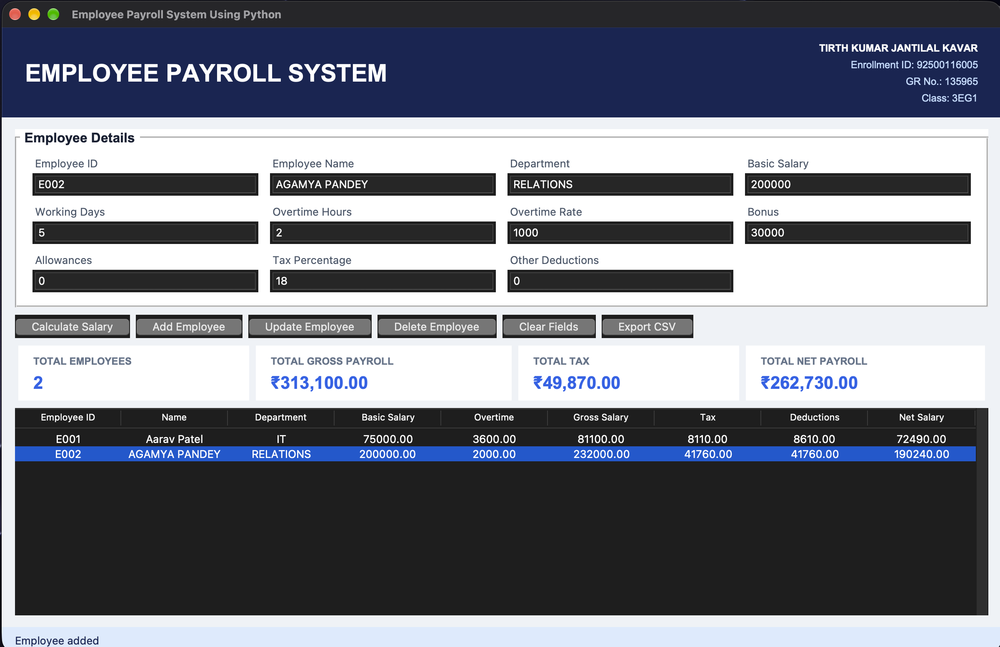 Employee Payroll System Using Python
EMPLOYEE PAYROLL SYSTEM
TIRTH KUMAR JANTILAL KAVAR
Enrollment ID: 92500116005
GR No.: 135965
Class: 3EG1
Employee Details
Employee ID Employee Name Department Basic Salary
E002 AGAMYA PANDEY RELATIONS 200000
Working Days Overtime Hours Overtime Rate Bonus
5 2 1000 30000
Allowances Tax Percentage Other Deductions
0 18 0
Calculate Salary Add Employee Update Employee Delete Employee Clear Fields Export CSV
TOTAL EMPLOYEES TOTAL GROSS PAYROLL TOTAL TAX TOTAL NET PAYROLL
2 ₹313,100.00 ₹49,870.00 ₹262,730.00
Employee ID Name Department Basic Salary Overtime Gross Salary Tax Deductions Net Salary
E001 Aarav Patel IT 75000.00 3600.00 81100.00 8110.00 8610.00 72490.00
E002 AGAMYA PANDEY RELATIONS 200000.00 2000.00 232000.00 41760.00 41760.00 190240.00
Employee added